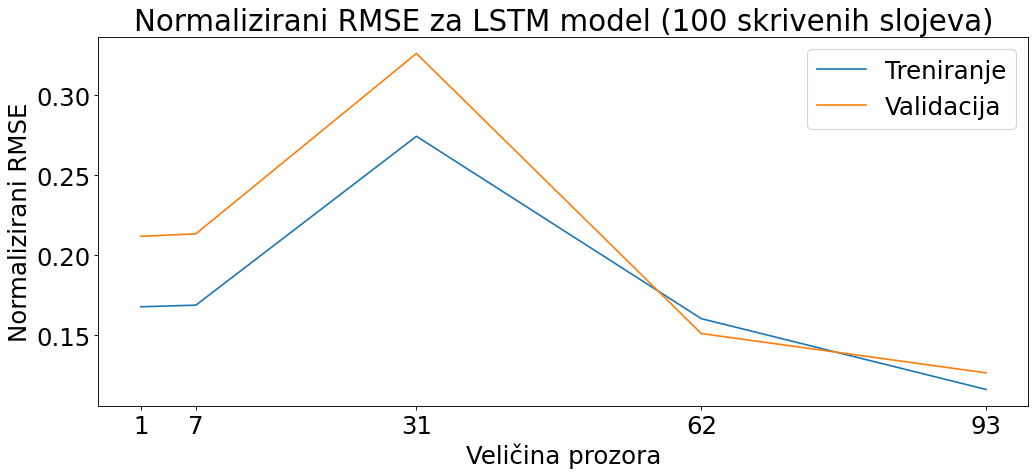 Normalizirani RMSE za LSTM model (100 skrivenih slojeva)
Treniranje
Validacija
Normalizirani RMSE
0.30
0.25
0.20
0.15
1 7 31 62 93
Veličina prozora